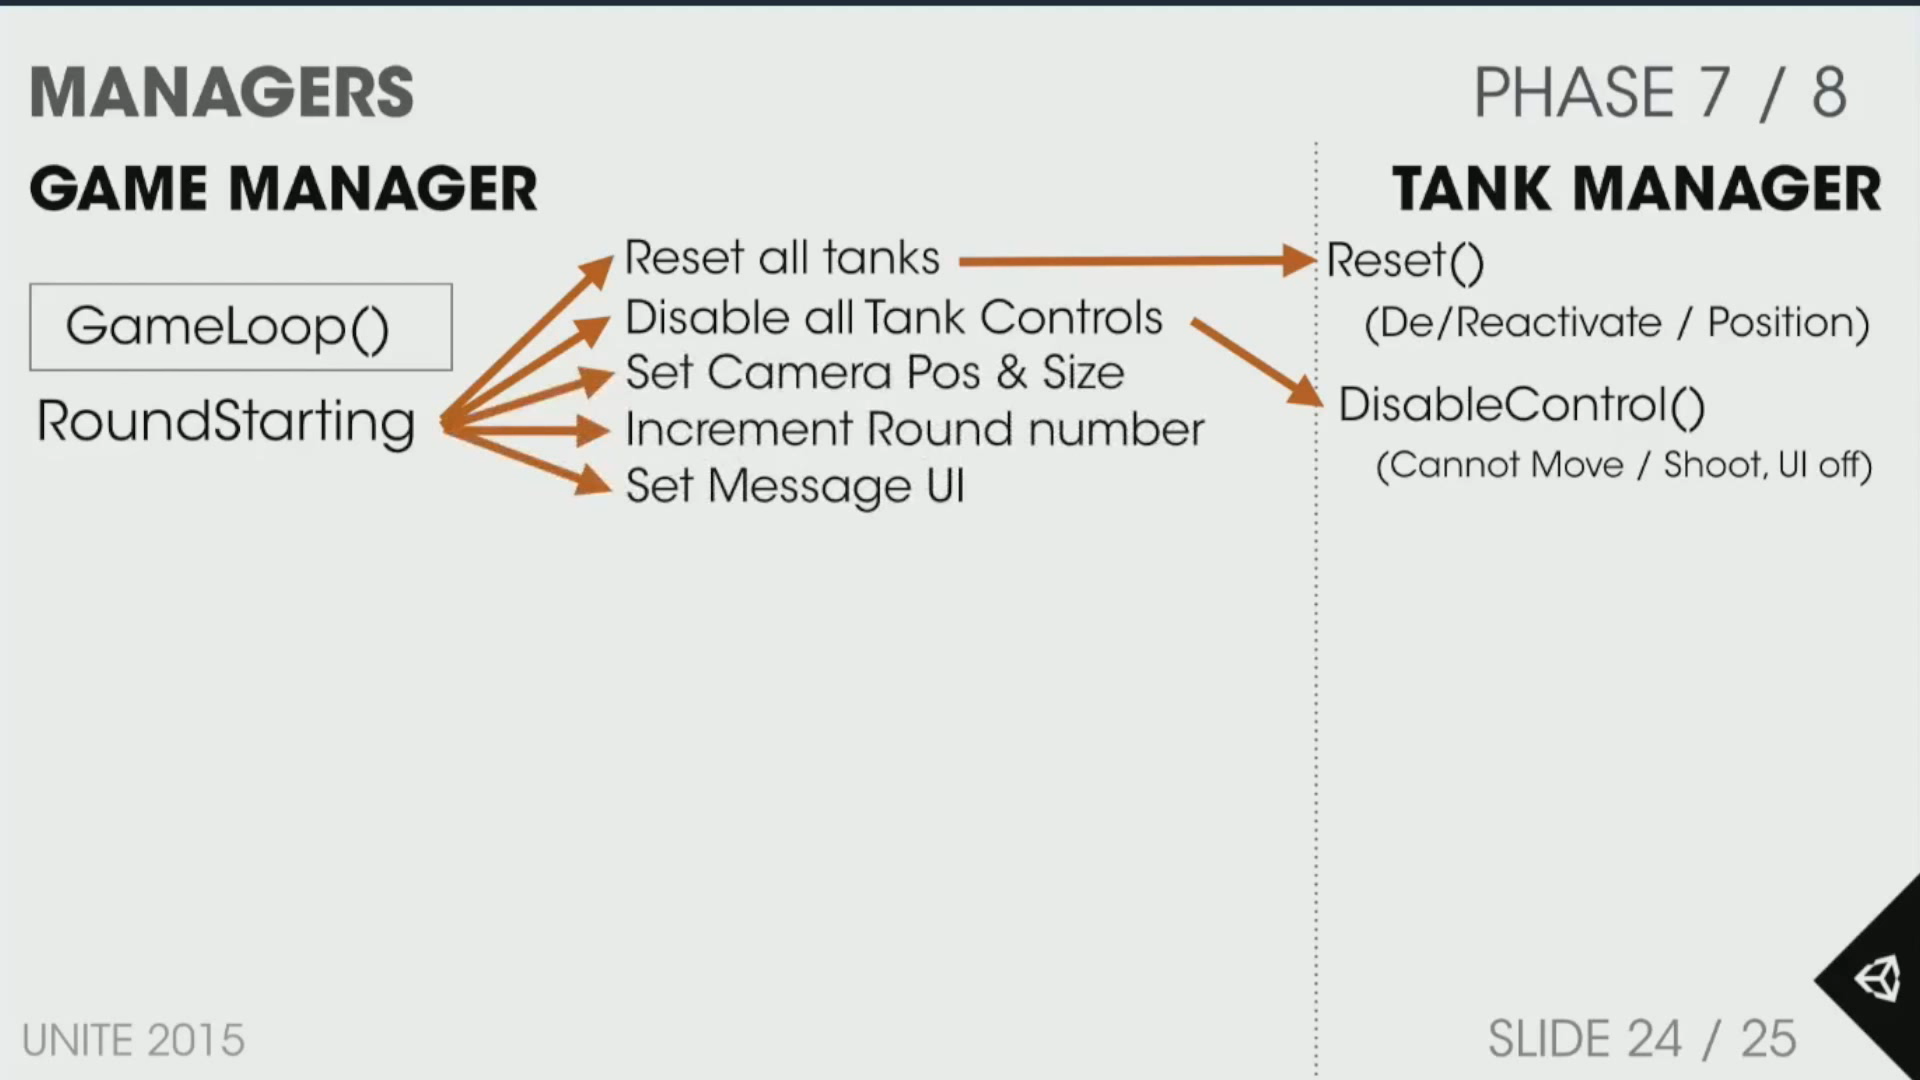 MANAGERS
PHASE 7 / 8
GAME MANAGER
TANK MANAGER
GameLoop()
RoundStarting
Reset all tanks
Disable all Tank Controls
Set Camera Pos & Size
Increment Round number
Set Message UI
Reset()
(De/Reactivate / Position)
DisableControl()
(Cannot Move / Shoot, UI off)
UNITE 2015
SLIDE 24 / 25